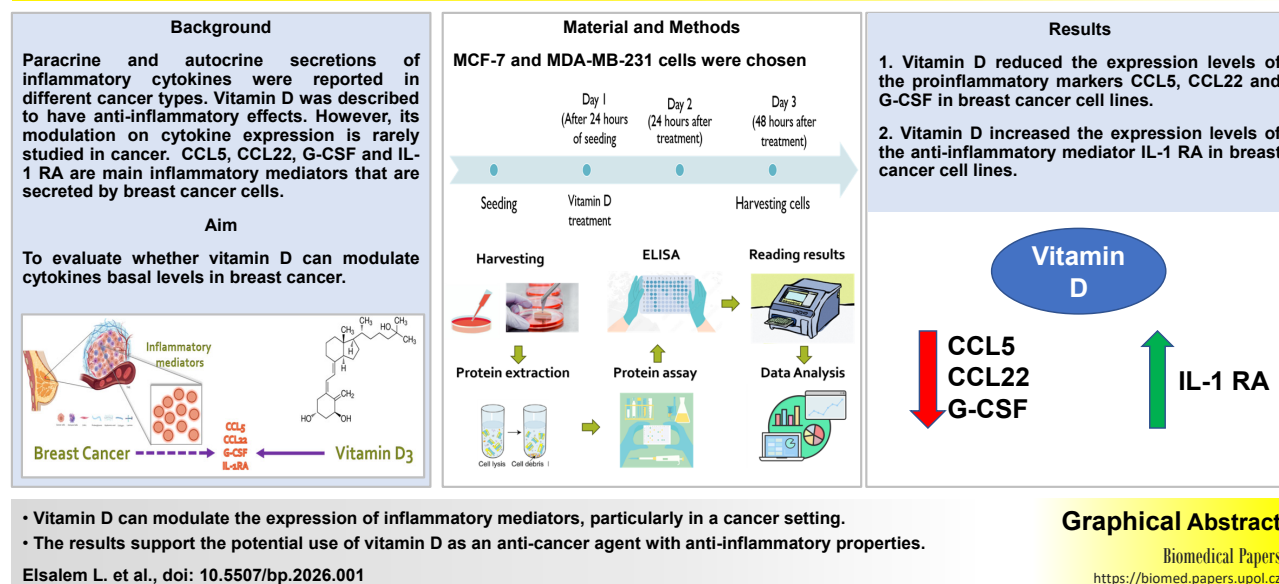 Background
Paracrine and autocrine secretions of
inflammatory cytokines were reported in
different cancer types. Vitamin D was described
to have anti-inflammatory effects. However, its
modulation on cytokine expression is rarely
studied in cancer. CCL5, CCL22, G-CSF and IL-
1 RA are main inflammatory mediators that are
secreted by breast cancer cells.
Aim
To evaluate whether vitamin D can modulate
cytokines basal levels in breast cancer.
Inflammatory
mediators
CH₃
CH₃
HO
CH₃
CH₃
H
H
CH₂
HO
OH
CCL5
CCL22
G-CSF
IL-1RA
Breast Cancer
Vitamin D3
Material and Methods
MCF-7 and MDA-MB-231 cells were chosen
Day 1
(After 24 hours
of seeding)
Day 2
(24 hours after
treatment)
Day 3
(48 hours after
treatment)
Seeding
Vitamin D
treatment
Harvesting cells
Harvesting
ELISA
Reading results
Protein extraction
Protein assay
Data Analysis
Cell lysis
Cell debris
Results
1. Vitamin D reduced the expression levels of
the proinflammatory markers CCL5, CCL22 and
G-CSF in breast cancer cell lines.
2. Vitamin D increased the expression levels of
the anti-inflammatory mediator IL-1 RA in breast
cancer cell lines.
Vitamin
D
CCL5
CCL22
G-CSF
IL-1 RA
• Vitamin D can modulate the expression of inflammatory mediators, particularly in a cancer setting.
• The results support the potential use of vitamin D as an anti-cancer agent with anti-inflammatory properties.
Elsalem L. et al., doi: 10.5507/bp.2026.001
Graphical Abstract
Biomedical Papers
https://biomed.papers.upol.cz